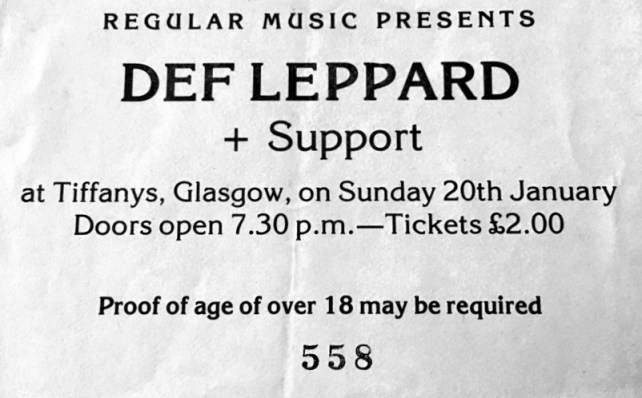 REGULAR MUSIC PRESENTS
DEF LEPPARD
+ Support
at Tiffanys, Glasgow, on Sunday 20th January
Doors open 7.30 p.m.—Tickets £2.00
Proof of age of over 18 may be required
558